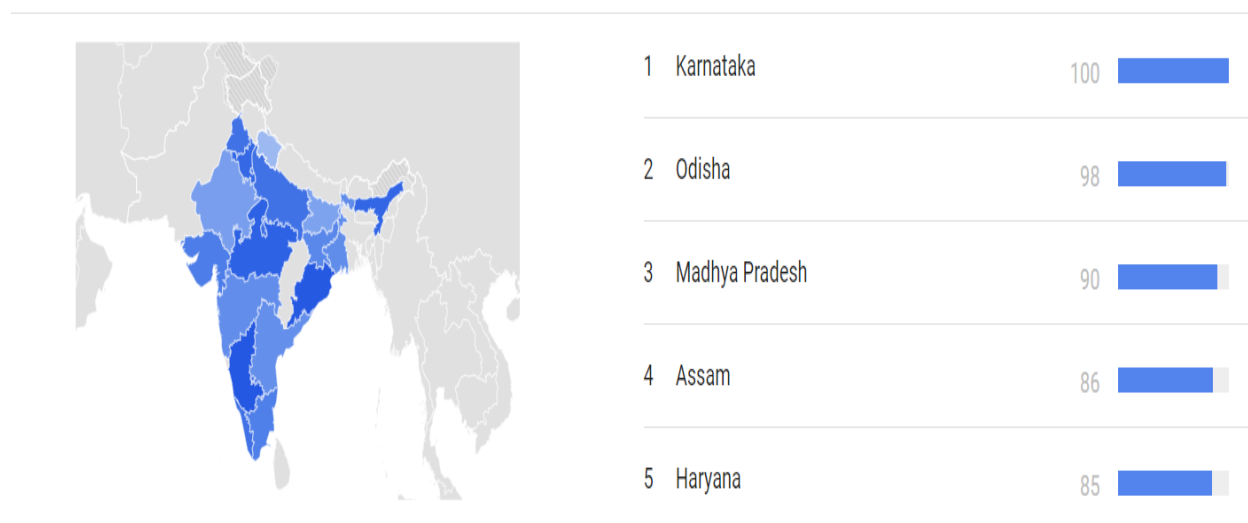 1 Karnataka 100
2 Odisha 98
3 Madhya Pradesh 90
4 Assam 86
5 Haryana 85